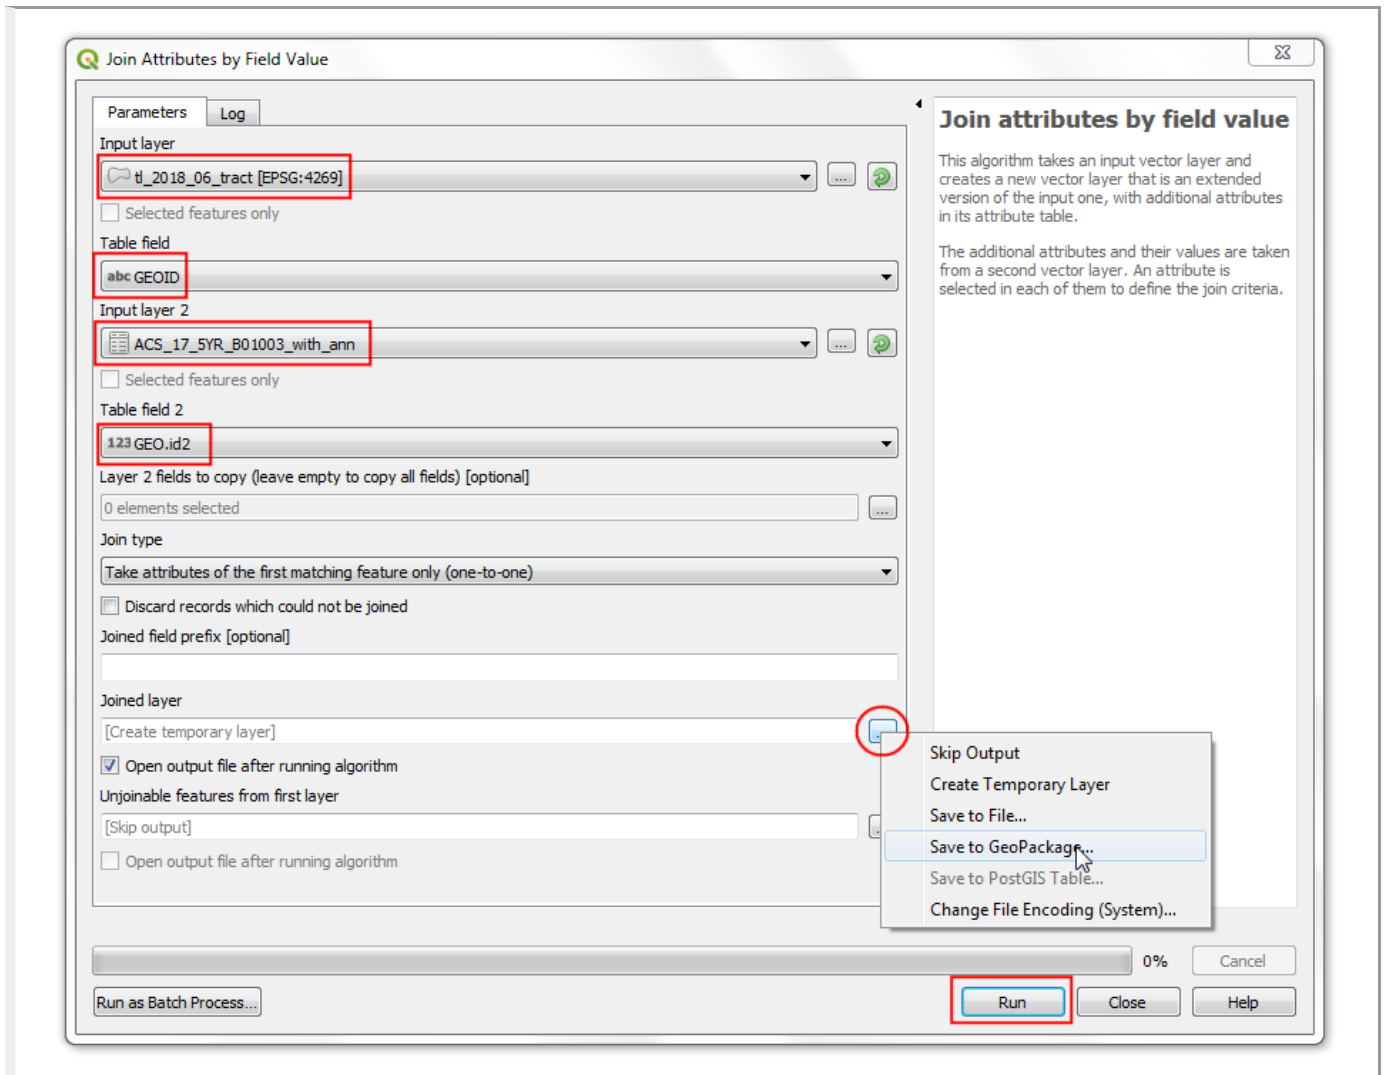 Join Attributes by Field Value
Parameters
Log
Input layer
tl_2018_06_tract [EPSG:4269]
...
Selected features only
Table field
abc GEOID
Input layer 2
ACS_17_5YR_B01003_with_ann
...
Selected features only
Table field 2
123 GEO.id2
Layer 2 fields to copy (leave empty to copy all fields) [optional]
0 elements selected
...
Join type
Take attributes of the first matching feature only (one-to-one)
Discard records which could not be joined
Joined field prefix [optional]
Joined layer
[Create temporary layer]
Open output file after running algorithm
Unjoinable features from first layer
[Skip output]
Open output file after running algorithm
Skip Output
Create Temporary Layer
Save to File...
Save to GeoPackage...
Save to PostGIS Table...
Change File Encoding (System)...
Join attributes by field value
This algorithm takes an input vector layer and
creates a new vector layer that is an extended
version of the input one, with additional attributes
in its attribute table.
The additional attributes and their values are taken
from a second vector layer. An attribute is
selected in each of them to define the join criteria.
0%
Cancel
Run as Batch Process...
Run
Close
Help